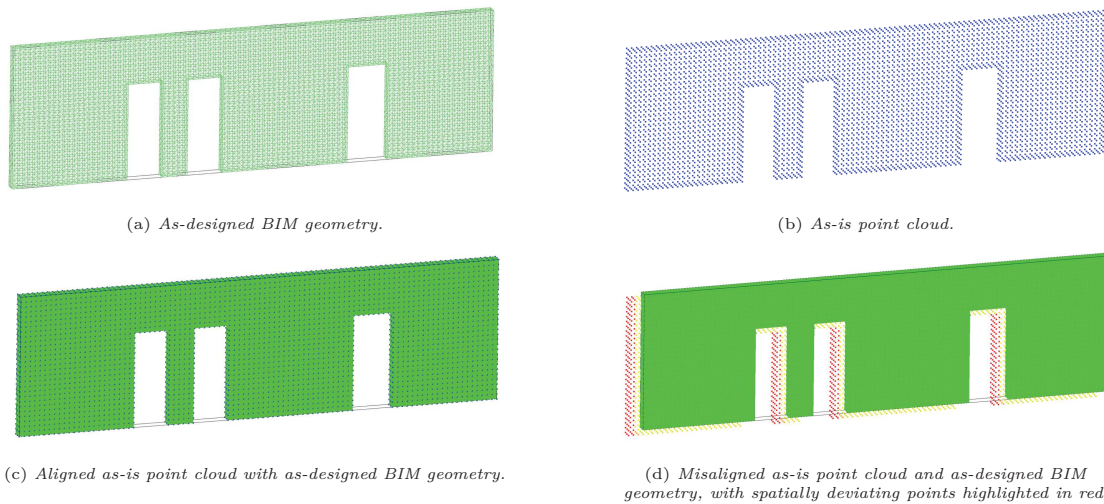 (a) As-designed BIM geometry.
(b) As-is point cloud.
(c) Aligned as-is point cloud with as-designed BIM geometry.
(d) Misaligned as-is point cloud and as-designed BIM
geometry, with spatially deviating points highlighted in red